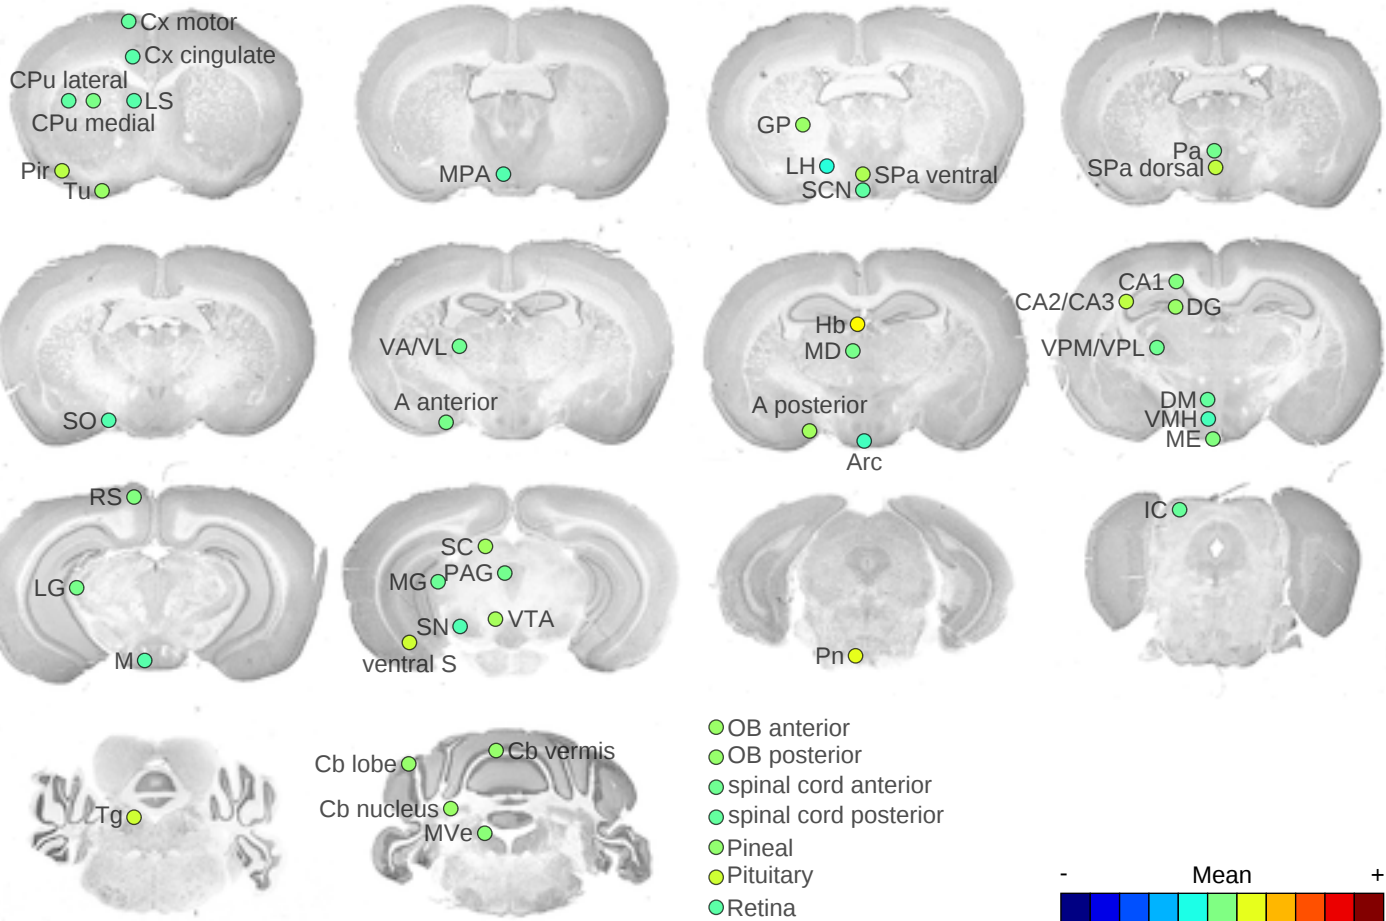 Cx motor
Cx cingulate
CPu lateral
LS
CPu medial
Pir
Tu
MPA
GP
LH
SPa ventral
SCN
Pa
SPa dorsal
SO
VA/VL
A anterior
Hb
MD
A posterior
Arc
CA1
CA2/CA3
DG
VPM/VPL
DM
VMH
ME
RS
LG
M
SC
MG
PAG
SN
VTA
ventral S
Pn
IC
Tg
Cb lobe
Cb vermis
Cb nucleus
MVe
OB anterior
OB posterior
spinal cord anterior
spinal cord posterior
Pineal
Pituitary
Retina
- Mean +